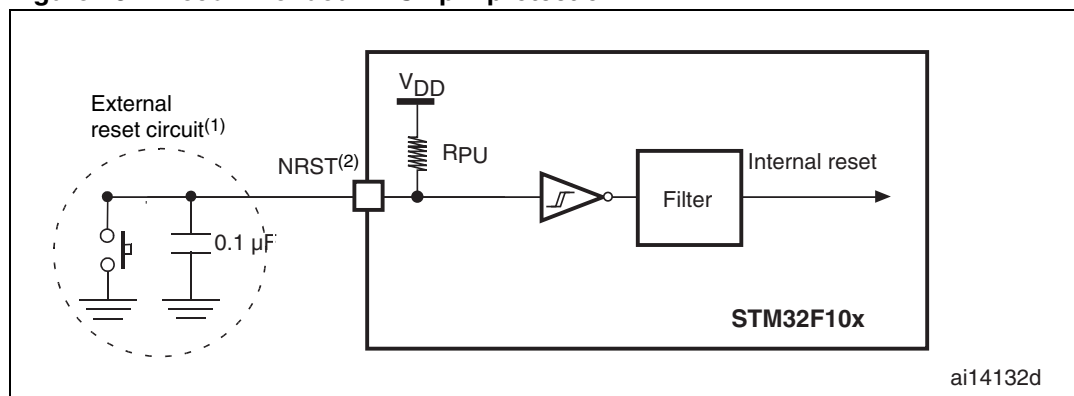 External
reset circuit(1)
NRST(2)
VDD
RPU
0.1 µF
Filter
Internal reset
STM32F10x
ai14132d